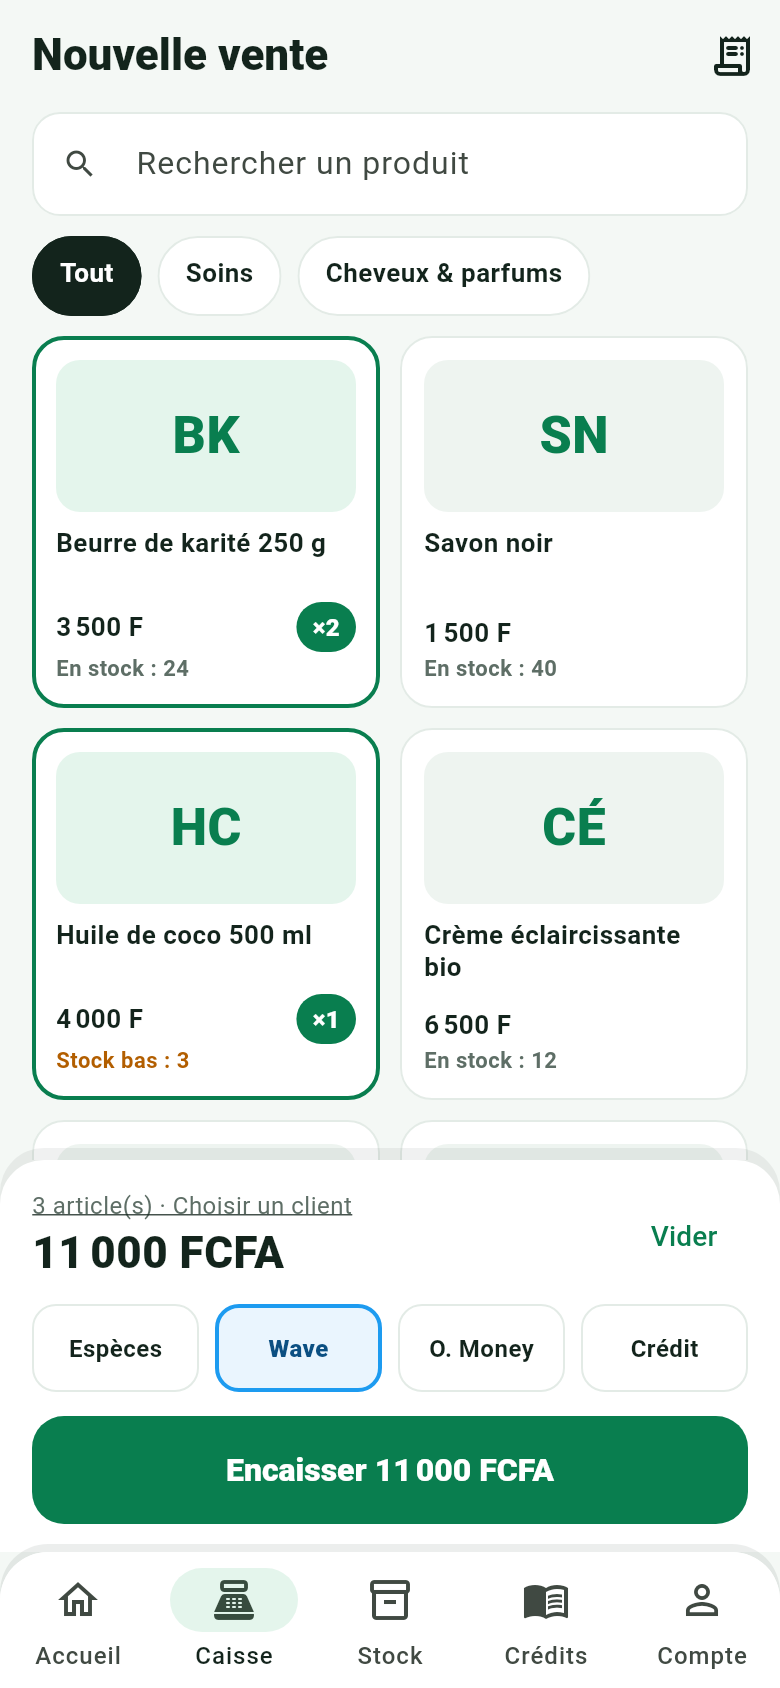 Nouvelle vente
Rechercher un produit
Tout
Soins
Cheveux & parfums
BK
Beurre de karité 250 g
3 500 F
×2
En stock : 24
SN
Savon noir
1 500 F
En stock : 40
HC
Huile de coco 500 ml
4 000 F
×1
Stock bas : 3
CÉ
Crème éclaircissante
bio
6 500 F
En stock : 12
3 article(s) · Choisir un client
11 000 FCFA
Vider
Espèces
Wave
O. Money
Crédit
Encaisser 11 000 FCFA
Accueil
Caisse
Stock
Crédits
Compte